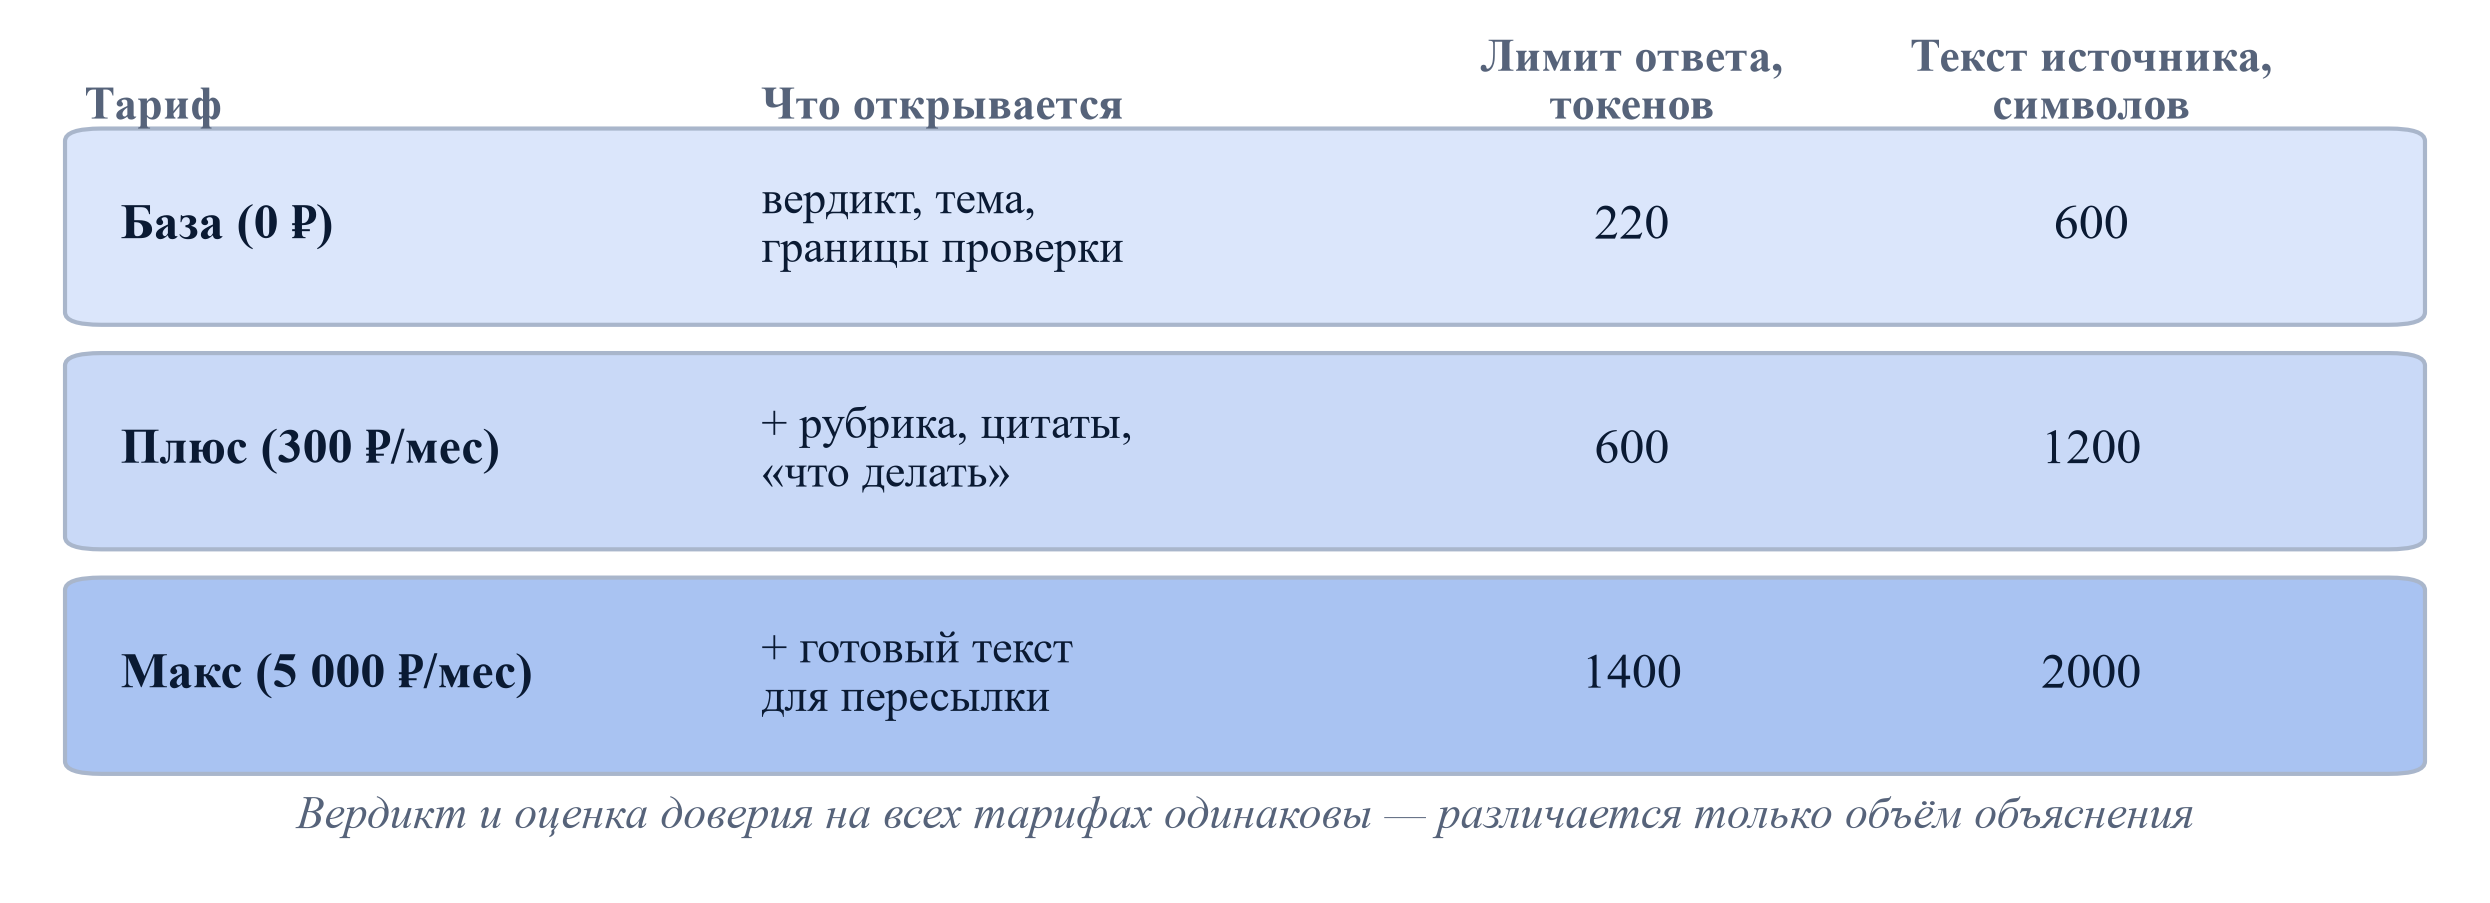 Тариф
Что открывается
Лимит ответа,
токенов
Текст источника,
символов
База (0 ₽)
вердикт, тема,
границы проверки
220
600
Плюс (300 ₽/мес)
+ рубрика, цитаты,
«что делать»
600
1200
Макс (5 000 ₽/мес)
+ готовый текст
для пересылки
1400
2000
Вердикт и оценка доверия на всех тарифах одинаковы — различается только объём объяснения